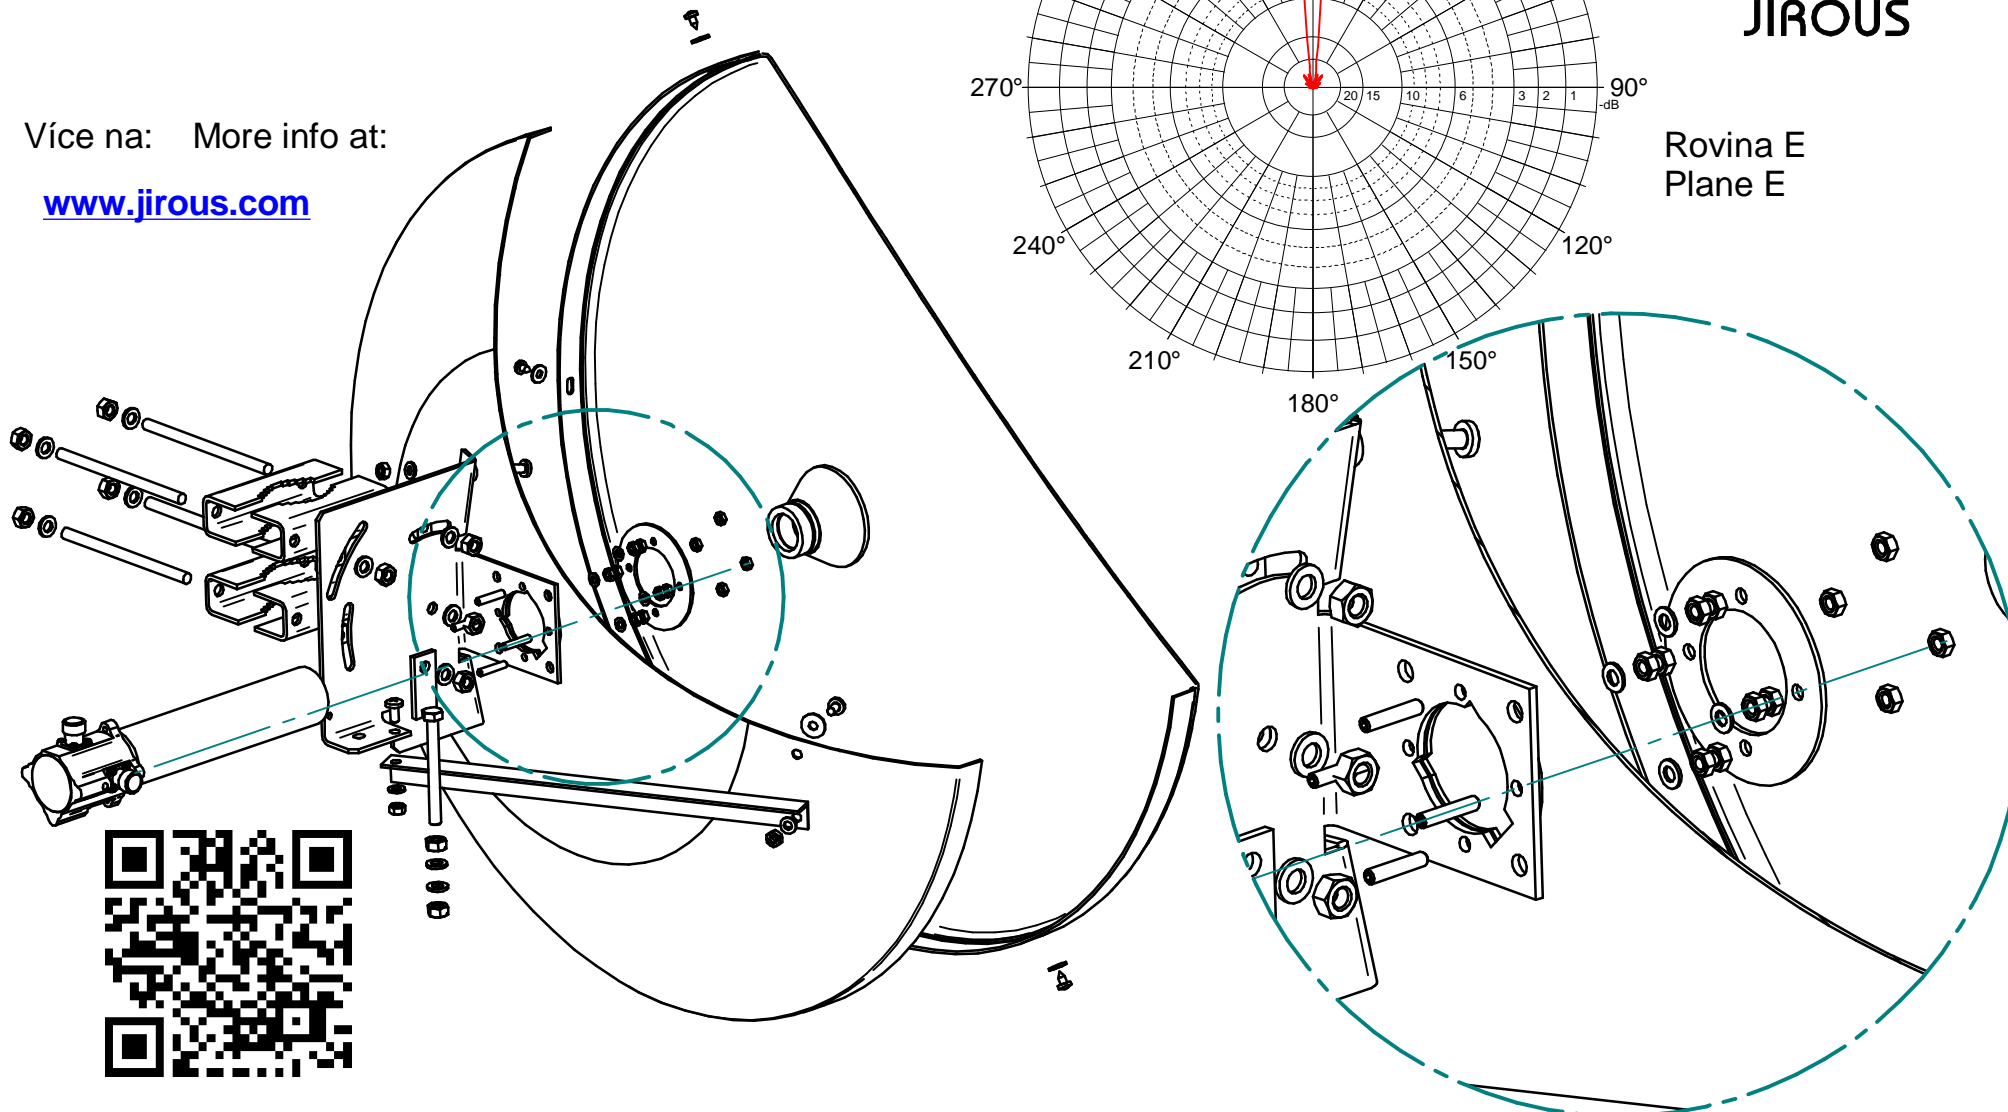 JIROUS
270°
20 15 10 6 3 2 1
90°
-dB
Více na: More info at:
Rovina E
Plane E
www.jirous.com
240°
120°
210°
150°
180°